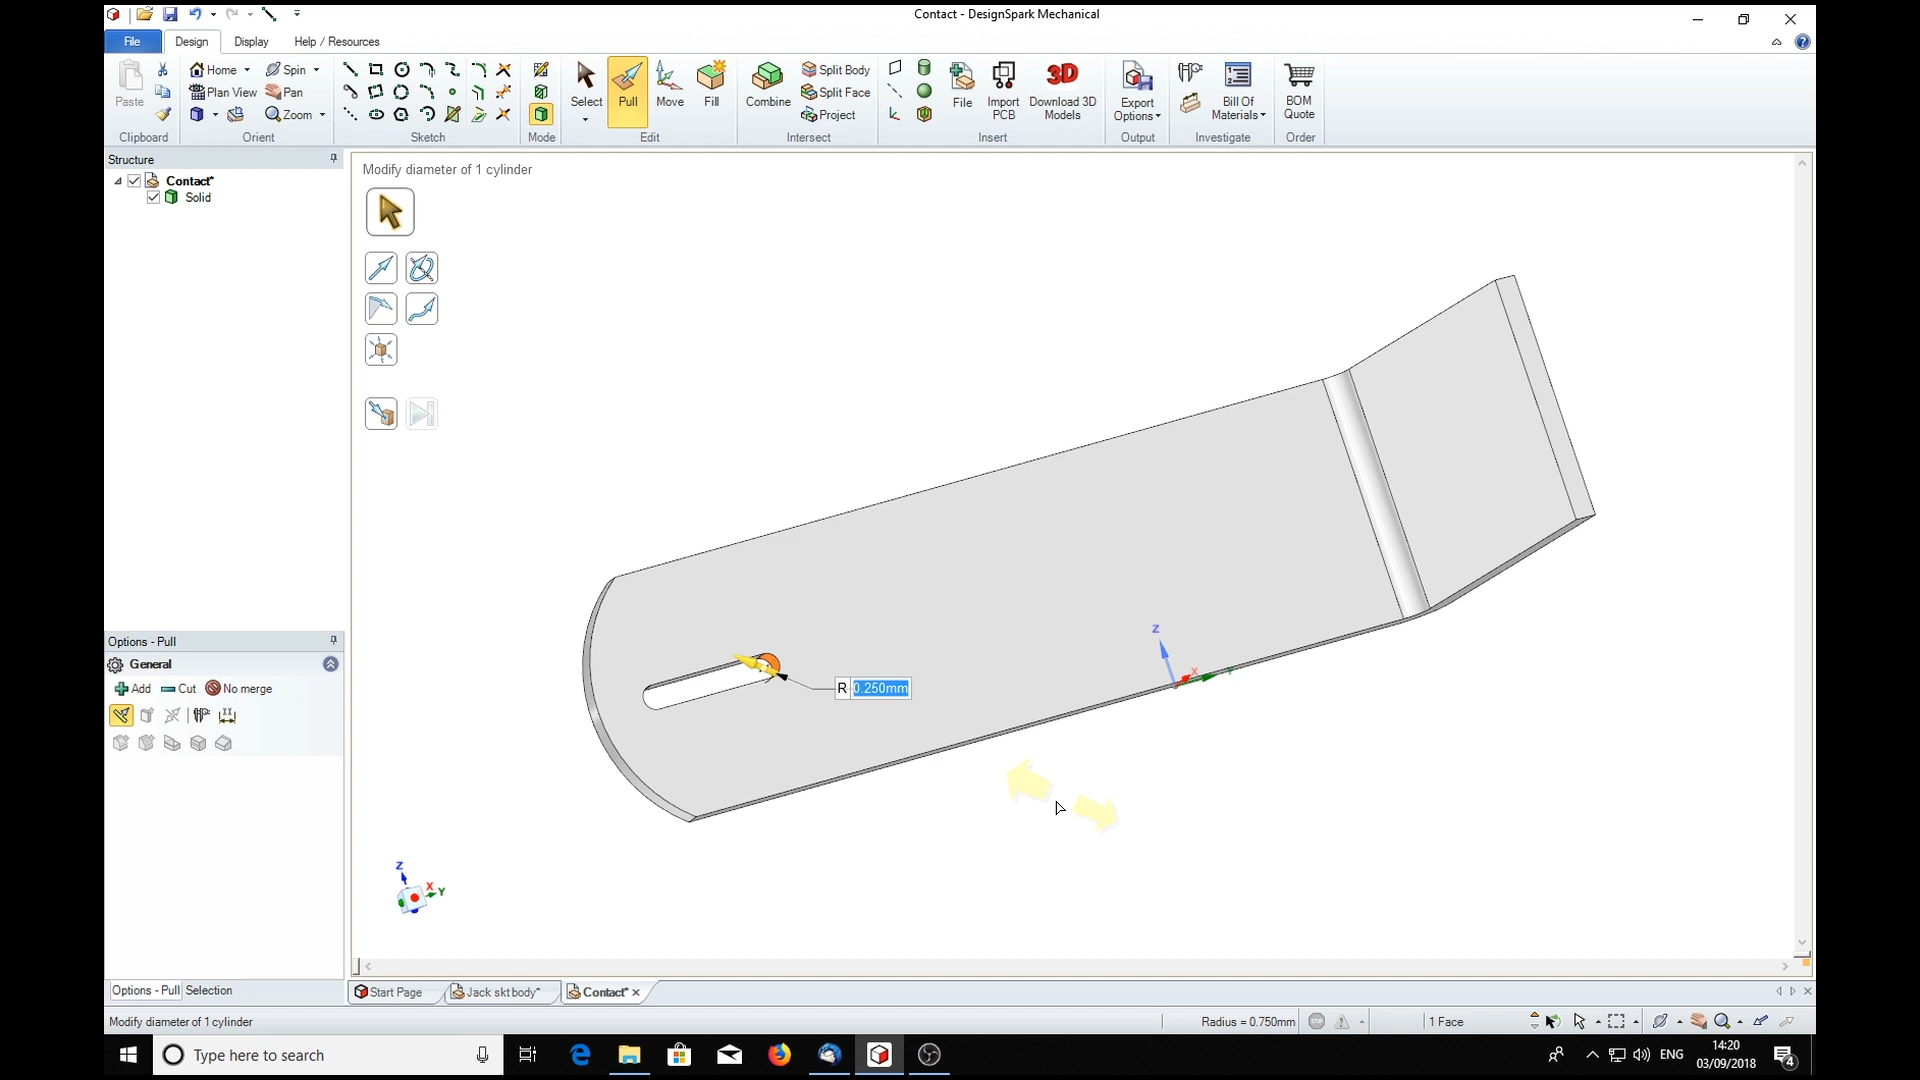 Contact - DesignSpark Mechanical
File
Design
Display
Help / Resources
Paste
Home
Plan View
Spin
Pan
Zoom
Select
Pull
Move
Fill
Combine
Split Body
Split Face
Project
File
Import PCB
3D
Download 3D Models
Export Options
Bill Of Materials
BOM Quote
Clipboard
Orient
Sketch
Mode
Edit
Intersect
Insert
Output
Investigate
Order
Structure
Contact*
Solid
Modify diameter of 1 cylinder
R 0.250mm
Z
X
Y
Z
X
Y
Options - Pull
General
Add
Cut
No merge
Options - Pull
Selection
Start Page
Jack skt body*
Contact*
Modify diameter of 1 cylinder
Radius = 0.750mm
1 Face
Type here to search
ENG
14:20
03/09/2018
4